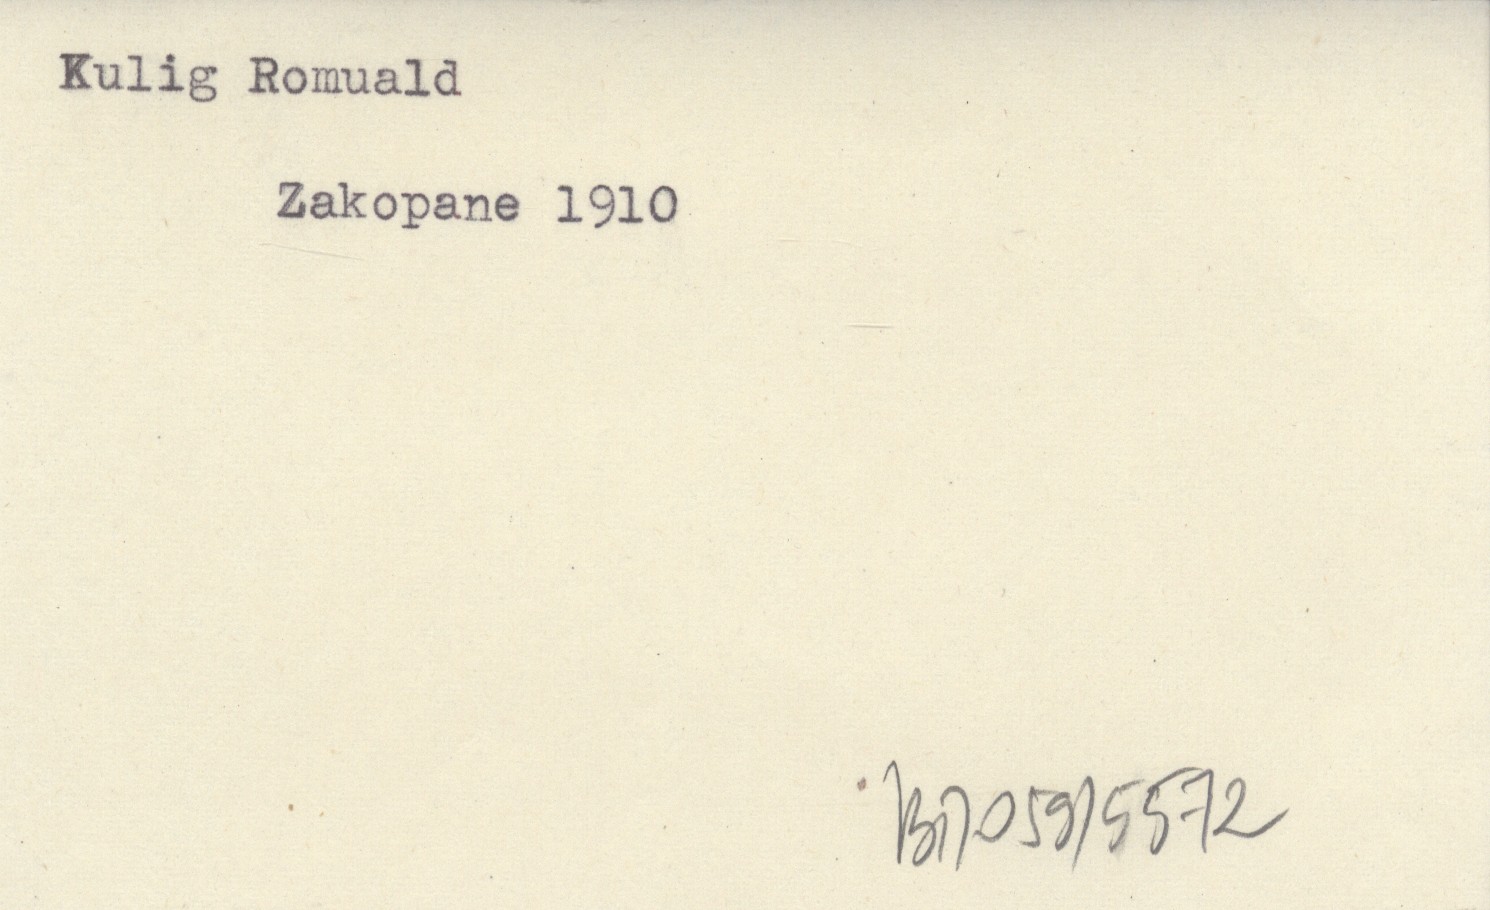 Kulig Romuald
Zakopane 1910